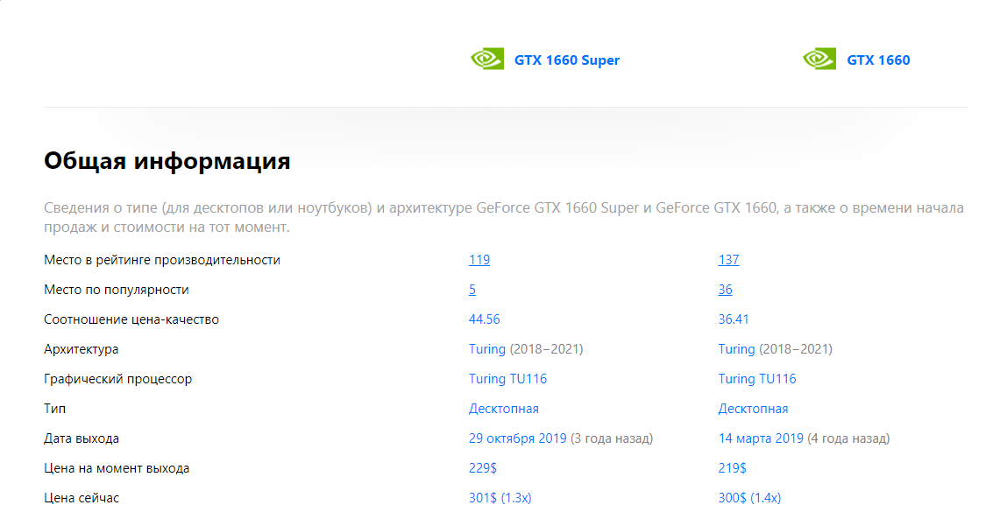 GTX 1660 Super GTX 1660
Общая информация
Сведения о типе (для десктопов или ноутбуков) и архитектуре GeForce GTX 1660 Super и GeForce GTX 1660, а также о времени начала
продаж и стоимости на тот момент.
Место в рейтинге производительности 119 137
Место по популярности 5 36
Соотношение цена-качество 44.56 36.41
Архитектура Turing (2018−2021) Turing (2018−2021)
Графический процессор Turing TU116 Turing TU116
Тип Десктопная Десктопная
Дата выхода 29 октября 2019 (3 года назад) 14 марта 2019 (4 года назад)
Цена на момент выхода 229$ 219$
Цена сейчас 301$ (1.3x) 300$ (1.4x)